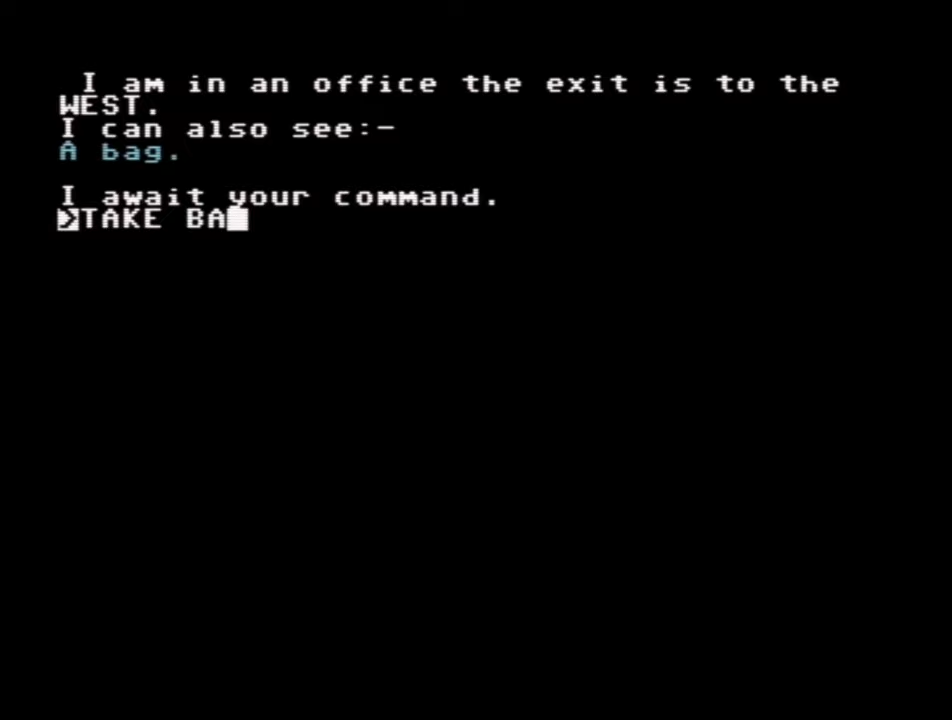 I am in an office the exit is to the
WEST.
I can also see:-
A bag.
I await your command.
>TAKE BA